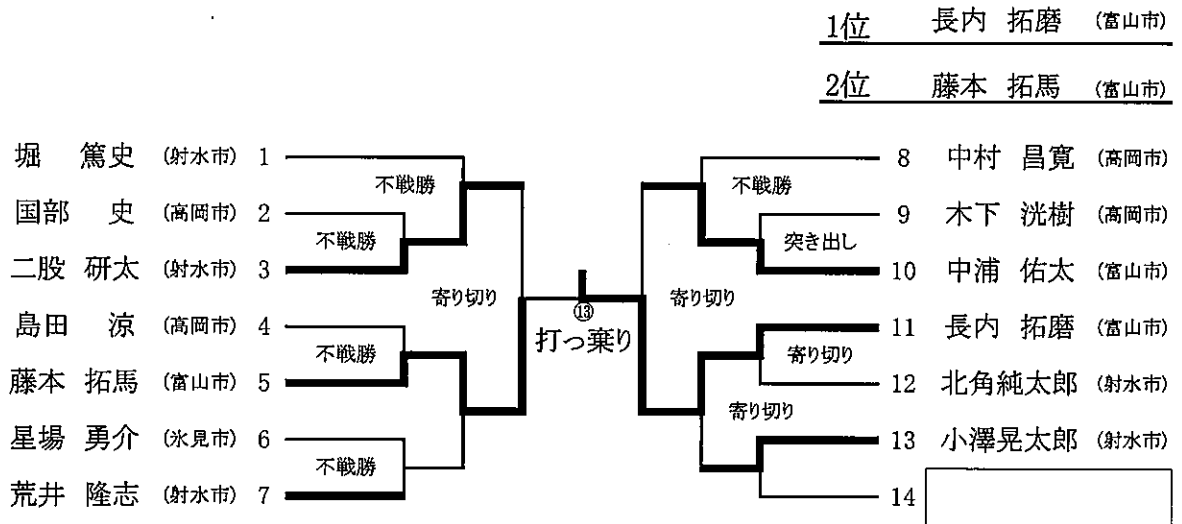 1位 長内 拓磨 (富山市)
2位 藤本 拓馬 (富山市)
堀 篤史 (射水市) 1
8 中村 昌寛 (高岡市)
不戦勝
不戦勝
国部 史 (高岡市) 2
9 木下 洸樹 (高岡市)
不戦勝
突き出し
二股 研太 (射水市) 3
10 中浦 佑太 (富山市)
寄り切り
寄り切り
⑬
島田 涼 (高岡市) 4
11 長内 拓磨 (富山市)
打っ棄り
不戦勝
寄り切り
藤本 拓馬 (富山市) 5
12 北角純太郎 (射水市)
寄り切り
星場 勇介 (氷見市) 6
13 小澤晃太郎 (射水市)
不戦勝
荒井 隆志 (射水市) 7
14